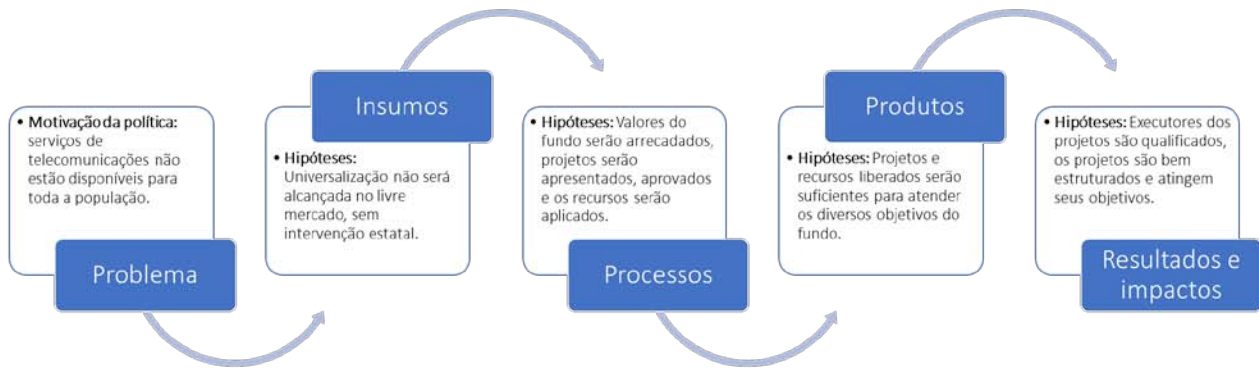 • Motivação da política:
serviços de
telecomunicações não
estão disponíveis para
toda a população.
Problema
Insumos
• Hipóteses:
Universalização não será
alcançada no livre
mercado, sem
intervenção estatal.
• Hipóteses: Valores do
fundo serão arrecadados,
projetos serão
apresentados, aprovados
e os recursos serão
aplicados.
Processos
Produtos
• Hipóteses: Projetos e
recursos liberados serão
suficientes para atender
os diversos objetivos do
fundo.
• Hipóteses: Executores dos
projetos são qualificados,
os projetos são bem
estruturados e atingem
seus objetivos.
Resultados e
impactos